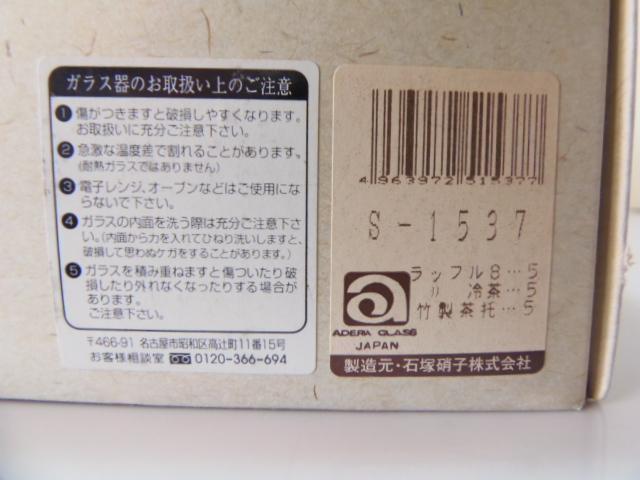 ガラス器のお取扱い上のご注意
1 傷がつきますと破損しやすくなります。
お取扱いに充分ご注意下さい。
2 急激な温度差で割れることがあります。
(耐熱ガラスではありません)
3 電子レンジ、オーブンなどはご使用にな
らないで下さい。
4 ガラスの内面を洗う際は充分ご注意下さ
い。(内面から力を入れてひねり洗いしますと、
破損して思わぬケガをすることがあります。)
5 ガラスを積み重ねますと傷ついたり破
損したり外れなくなったりする場合が
あります。
ご注意下さい。
〒466-91 名古屋市昭和区高辻町11番15号
お客様相談室 0120-366-694
4963972 515377
S-1537
ラッフル8…5
〃 冷茶…5
竹製茶托…5
ADERIA GLASS
JAPAN
製造元・石塚硝子株式会社